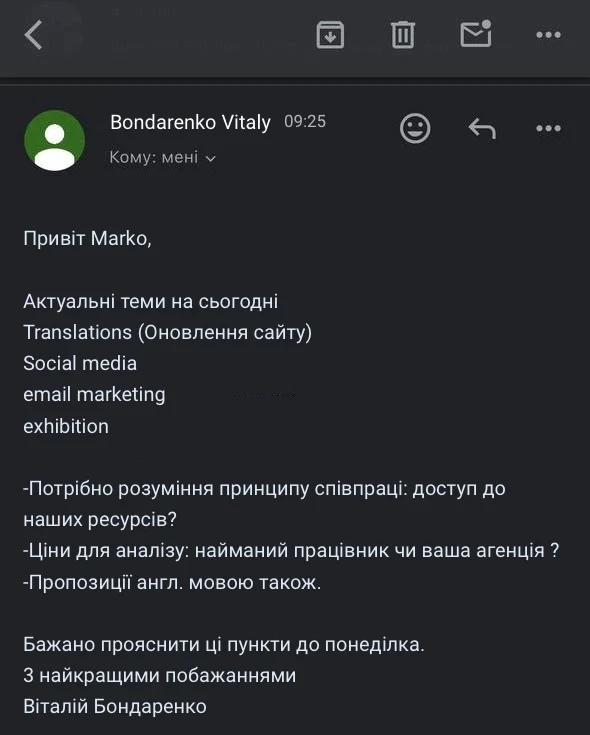 Bondarenko Vitaly 09:25
Кому: мені
Привіт Marko,
Актуальні теми на сьогодні
Translations (Оновлення сайту)
Social media
email marketing
exhibition
-Потрібно розуміння принципу співпраці: доступ до
наших ресурсів?
-Ціни для аналізу: найманий працівник чи ваша агенція ?
-Пропозиції англ. мовою також.
Бажано прояснити ці пункти до понеділка.
З найкращими побажаннями
Віталій Бондаренко